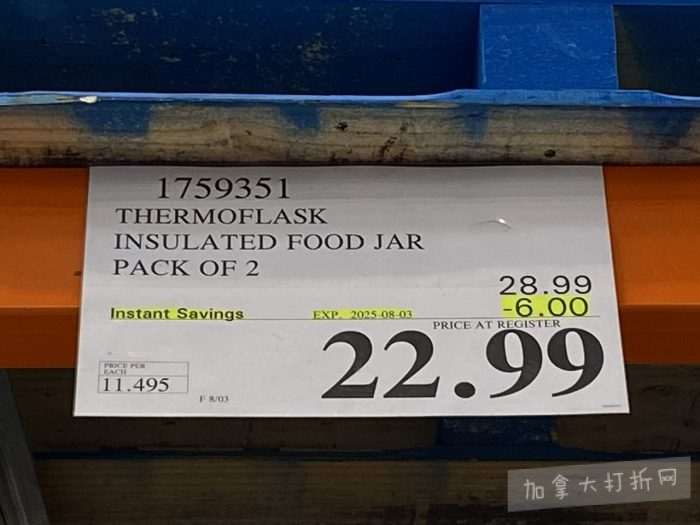 1759351
THERMOFLASK
INSULATED FOOD JAR
PACK OF 2
28.99
Instant Savings EXP. 2025-08-03 -6.00
PRICE AT REGISTER
22.99
PRICE PER
EACH
11.495
F 8/03
加拿大打折网